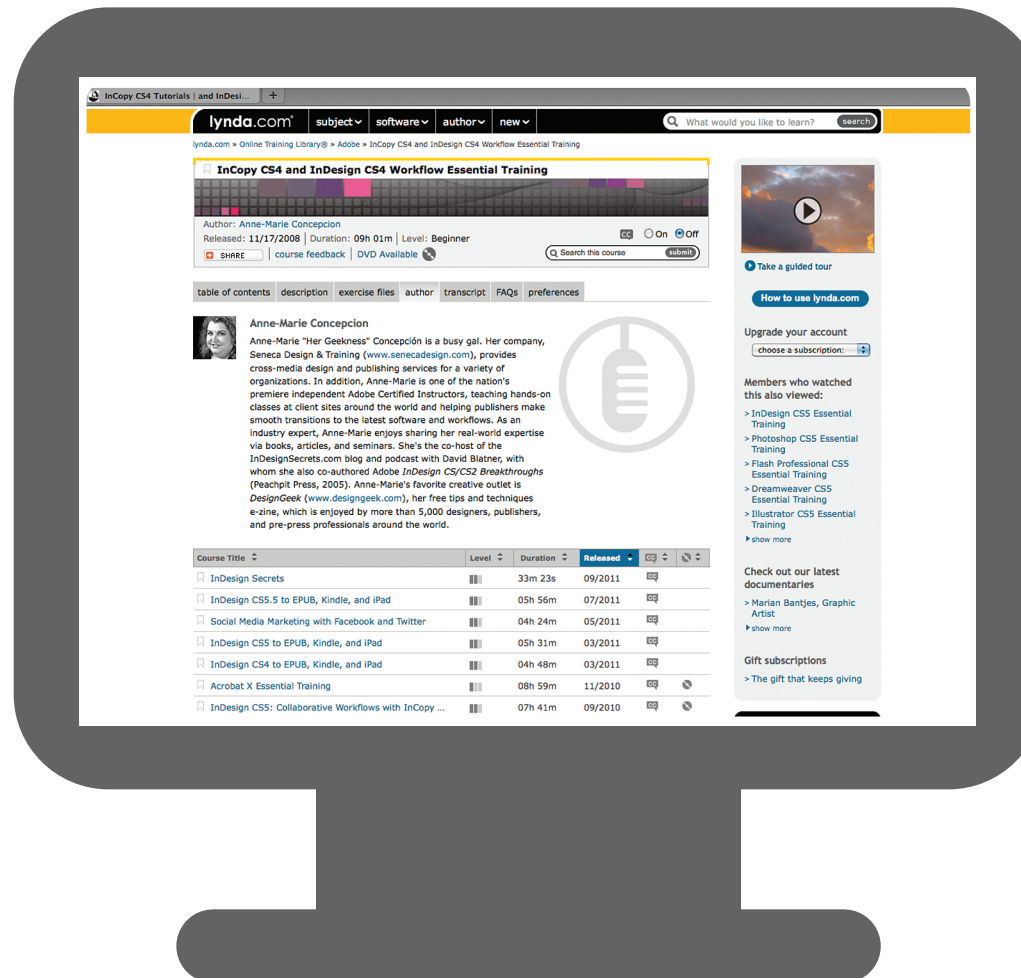 InCopy CS4 Tutorials | and InDesi... +
lynda.com® subject software author new What would you like to learn? search
lynda.com » Online Training Library® » Adobe » InCopy CS4 and InDesign CS4 Workflow Essential Training
InCopy CS4 and InDesign CS4 Workflow Essential Training
Author: Anne-Marie Concepcion
Released: 11/17/2008 | Duration: 09h 01m | Level: Beginner
CC On Off
SHARE | course feedback | DVD Available
Search this course submit
table of contents description exercise files author transcript FAQs preferences
Anne-Marie Concepcion
Anne-Marie "Her Geekness" Concepción is a busy gal. Her company,
Seneca Design & Training (www.senecadesign.com), provides
cross-media design and publishing services for a variety of
organizations. In addition, Anne-Marie is one of the nation's
premiere independent Adobe Certified Instructors, teaching hands-on
classes at client sites around the world and helping publishers make
smooth transitions to the latest software and workflows. As an
industry expert, Anne-Marie enjoys sharing her real-world expertise
via books, articles, and seminars. She's the co-host of the
InDesignSecrets.com blog and podcast with David Blatner, with
whom she also co-authored Adobe InDesign CS/CS2 Breakthroughs
(Peachpit Press, 2005). Anne-Marie's favorite creative outlet is
DesignGeek (www.designgeek.com), her free tips and techniques
e-zine, which is enjoyed by more than 5,000 designers, publishers,
and pre-press professionals around the world.
Course Title Level Duration Released CC
InDesign Secrets 33m 23s 09/2011 CC
InDesign CS5.5 to EPUB, Kindle, and iPad 05h 56m 07/2011 CC
Social Media Marketing with Facebook and Twitter 04h 24m 05/2011 CC
InDesign CS5 to EPUB, Kindle, and iPad 05h 31m 03/2011 CC
InDesign CS4 to EPUB, Kindle, and iPad 04h 48m 03/2011 CC
Acrobat X Essential Training 08h 59m 11/2010 CC
InDesign CS5: Collaborative Workflows with InCopy ... 07h 41m 09/2010 CC
Take a guided tour
How to use lynda.com
Upgrade your account
choose a subscription:
Members who watched
this also viewed:
> InDesign CS5 Essential
Training
> Photoshop CS5 Essential
Training
> Flash Professional CS5
Essential Training
> Dreamweaver CS5
Essential Training
> Illustrator CS5 Essential
Training
show more
Check out our latest
documentaries
> Marian Bantjes, Graphic
Artist
show more
Gift subscriptions
> The gift that keeps giving